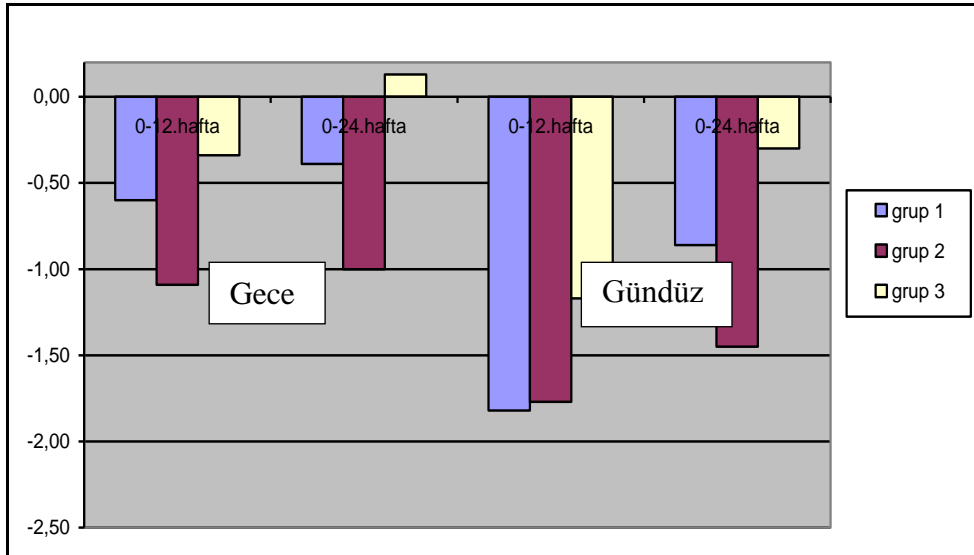 0,00
-0,50
-1,00
-1,50
-2,00
-2,50
0-12.hafta
0-24.hafta
0-12.hafta
0-24.hafta
Gece
Gündüz
grup 1
grup 2
grup 3